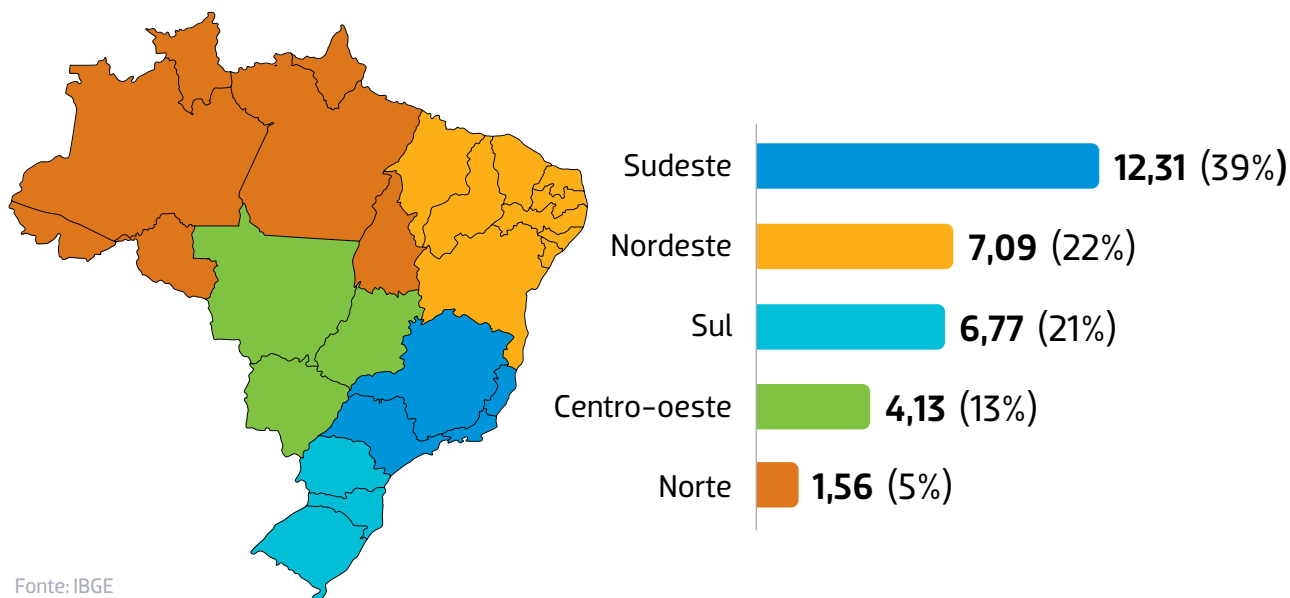 Sudeste 12,31 (39%)
Nordeste 7,09 (22%)
Sul 6,77 (21%)
Centro-oeste 4,13 (13%)
Norte 1,56 (5%)
Fonte: IBGE